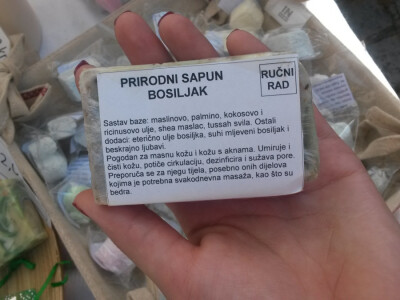 PRIRODNI SAPUN
BOSILJAK
RUČNI
RAD
Sastav baze: maslinovo, palmino, kokosovo i
ricinusovo ulje, shea maslac, tussah svila. Ostali
dodaci: eterično ulje bosiljka, suhi mljeveni bosiljak i
beskrajno ljubavi.
Pogodan za masnu kožu i kožu s aknama. Umiruje i
čisti kožu, potiče cirkulaciju, dezinficira i sužava pore.
Preporuča se za njegu tijela, posebno onih dijelova
kojima je potrebna svakodnevna masaža, kao što su
bedra.